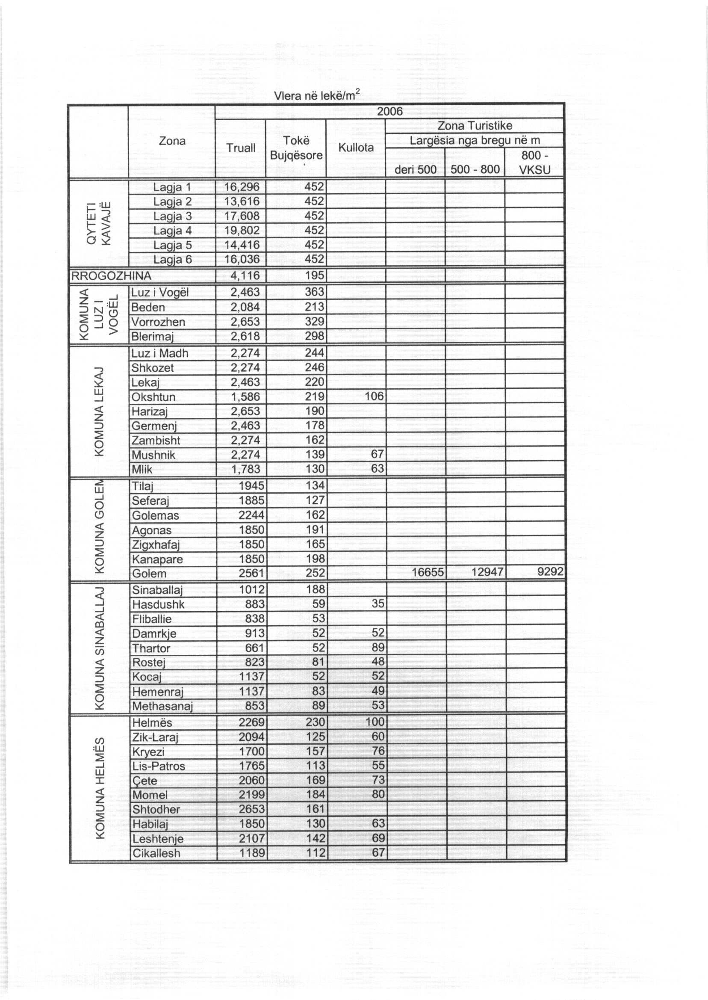 Vlera në lekë/m²
2006
Zona Turistike
Zona Truall Tokë Bujqësore Kullota Largësia nga bregu në m
deri 500 500 - 800 800 - VKSU
QYTETI KAVAJË
Lagja 1 16,296 452
Lagja 2 13,616 452
Lagja 3 17,608 452
Lagja 4 19,802 452
Lagja 5 14,416 452
Lagja 6 16,036 452
RROGOZHINA 4,116 195
KOMUNA LUZ I VOGËL
Luz i Vogël 2,463 363
Beden 2,084 213
Vorrozhen 2,653 329
Blerimaj 2,618 298
KOMUNA LEKAJ
Luz i Madh 2,274 244
Shkozet 2,274 246
Lekaj 2,463 220
Okshtun 1,586 219 106
Harizaj 2,653 190
Germenj 2,463 178
Zambisht 2,274 162
Mushnik 2,274 139 67
Mlik 1,783 130 63
KOMUNA GOLEM
Tilaj 1945 134
Seferaj 1885 127
Golemas 2244 162
Agonas 1850 191
Zigxhafaj 1850 165
Kanapare 1850 198
Golem 2561 252 16655 12947 9292
KOMUNA SINABALLAJ
Sinaballaj 1012 188
Hasdushk 883 59 35
Fliballie 838 53
Damrkje 913 52 52
Thartor 661 52 89
Rostej 823 81 48
Kocaj 1137 52 52
Hemenraj 1137 83 49
Methasanaj 853 89 53
KOMUNA HELMËS
Helmës 2269 230 100
Zik-Laraj 2094 125 60
Kryezi 1700 157 76
Lis-Patros 1765 113 55
Çete 2060 169 73
Momel 2199 184 80
Shtodher 2653 161
Habilaj 1850 130 63
Leshtenje 2107 142 69
Cikallesh 1189 112 67